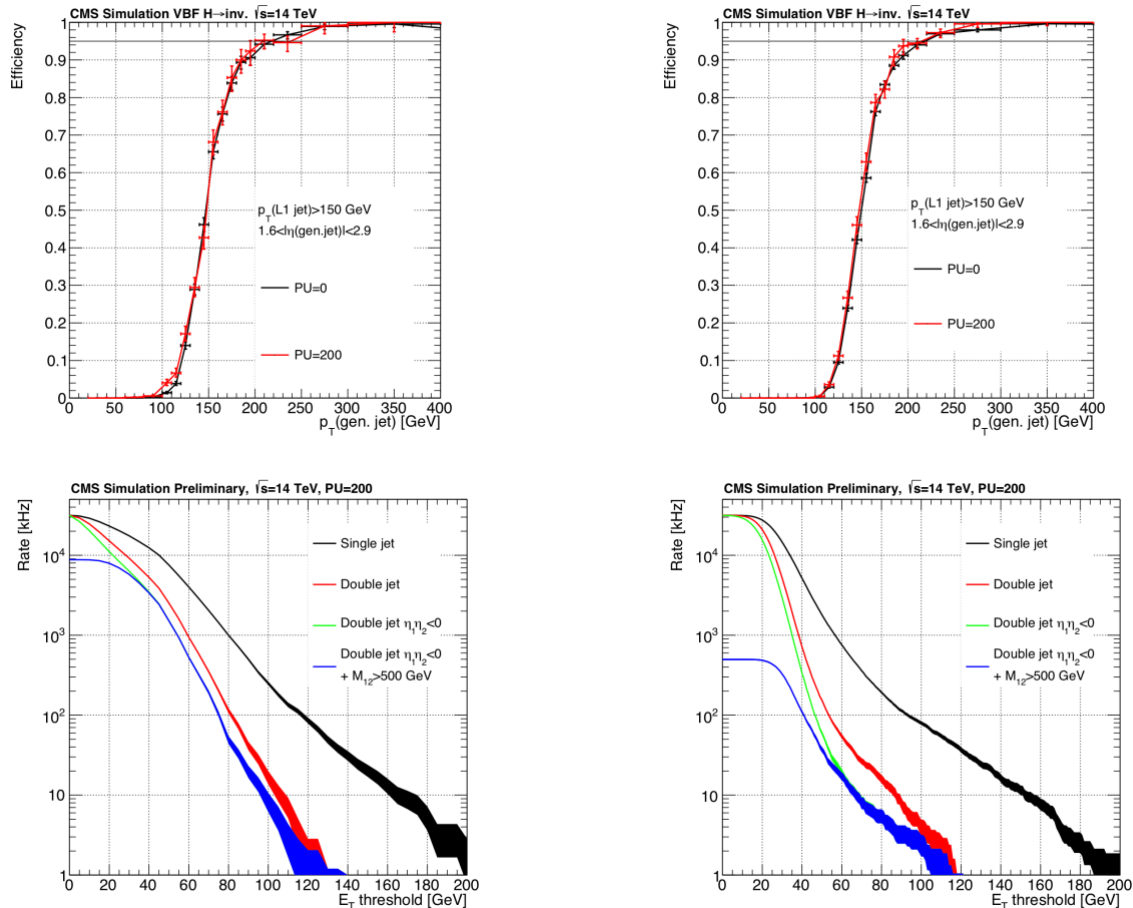 CMS Simulation VBF H→inv. √s=14 TeV
Efficiency
1
0.9
0.8
0.7
0.6
0.5
0.4
0.3
0.2
0.1
0
p_T(L1 jet)>150 GeV
1.6<|η(gen.jet)|<2.9
PU=0
PU=200
0 50 100 150 200 250 300 350 400
p_T(gen. jet) [GeV]
CMS Simulation VBF H→inv. √s=14 TeV
Efficiency
1
0.9
0.8
0.7
0.6
0.5
0.4
0.3
0.2
0.1
0
p_T(L1 jet)>150 GeV
1.6<|η(gen.jet)|<2.9
PU=0
PU=200
0 50 100 150 200 250 300 350 400
p_T(gen. jet) [GeV]
CMS Simulation Preliminary, √s=14 TeV, PU=200
Rate [kHz]
10^4
10^3
10^2
10
1
Single jet
Double jet
Double jet η_1η_2<0
Double jet η_1η_2<0
+ M_12>500 GeV
0 20 40 60 80 100 120 140 160 180 200
E_T threshold [GeV]
CMS Simulation Preliminary, √s=14 TeV, PU=200
Rate [kHz]
10^4
10^3
10^2
10
1
Single jet
Double jet
Double jet η_1η_2<0
Double jet η_1η_2<0
+ M_12>500 GeV
0 20 40 60 80 100 120 140 160 180 200
E_T threshold [GeV]